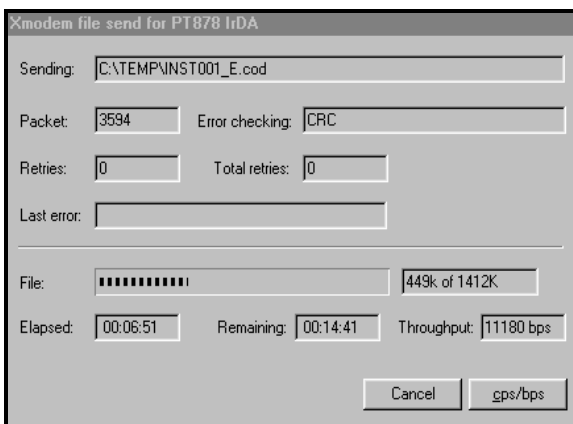 Xmodem file send for PT878 IrDA
Sending: C:\TEMP\INST001_E.cod
Packet: 3594 Error checking: CRC
Retries: 0 Total retries: 0
Last error:
File: 449k of 1412K
Elapsed: 00:06:51 Remaining: 00:14:41 Throughput: 11180 bps
Cancel cps/bps